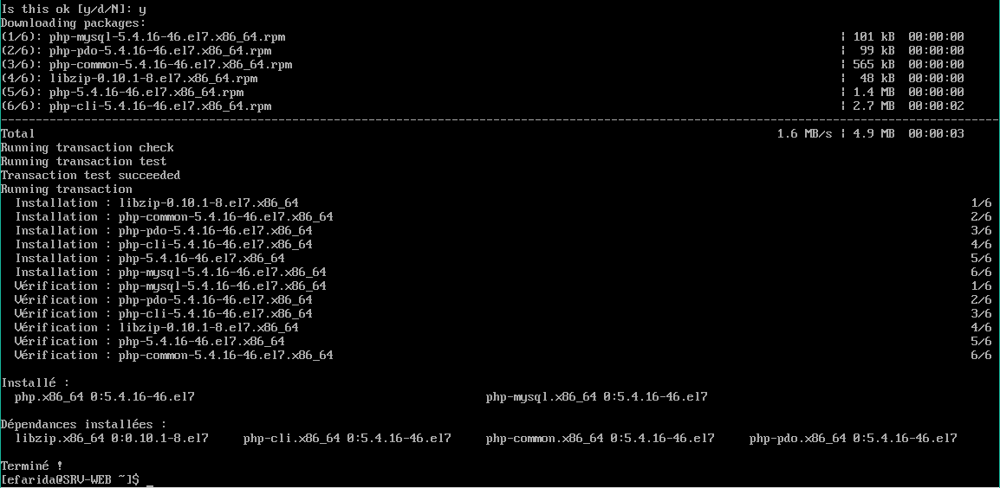 Is this ok [y/d/N]: y
Downloading packages:
(1/6): php-mysql-5.4.16-46.el7.x86_64.rpm | 101 kB 00:00:00
(2/6): php-pdo-5.4.16-46.el7.x86_64.rpm | 99 kB 00:00:00
(3/6): php-common-5.4.16-46.el7.x86_64.rpm | 565 kB 00:00:00
(4/6): libzip-0.10.1-8.el7.x86_64.rpm | 48 kB 00:00:00
(5/6): php-5.4.16-46.el7.x86_64.rpm | 1.4 MB 00:00:00
(6/6): php-cli-5.4.16-46.el7.x86_64.rpm | 2.7 MB 00:00:02
--------------------------------------------------------------------------------
Total 1.6 MB/s | 4.9 MB 00:00:03
Running transaction check
Running transaction test
Transaction test succeeded
Running transaction
  Installation : libzip-0.10.1-8.el7.x86_64 1/6
  Installation : php-common-5.4.16-46.el7.x86_64 2/6
  Installation : php-pdo-5.4.16-46.el7.x86_64 3/6
  Installation : php-cli-5.4.16-46.el7.x86_64 4/6
  Installation : php-5.4.16-46.el7.x86_64 5/6
  Installation : php-mysql-5.4.16-46.el7.x86_64 6/6
  Vérification : php-mysql-5.4.16-46.el7.x86_64 1/6
  Vérification : php-pdo-5.4.16-46.el7.x86_64 2/6
  Vérification : php-cli-5.4.16-46.el7.x86_64 3/6
  Vérification : libzip-0.10.1-8.el7.x86_64 4/6
  Vérification : php-5.4.16-46.el7.x86_64 5/6
  Vérification : php-common-5.4.16-46.el7.x86_64 6/6
Installé :
  php.x86_64 0:5.4.16-46.el7 php-mysql.x86_64 0:5.4.16-46.el7
Dépendances installées :
  libzip.x86_64 0:0.10.1-8.el7 php-cli.x86_64 0:5.4.16-46.el7 php-common.x86_64 0:5.4.16-46.el7 php-pdo.x86_64 0:5.4.16-46.el7
Terminé !
[efarida@SRV-WEB ~]$ _